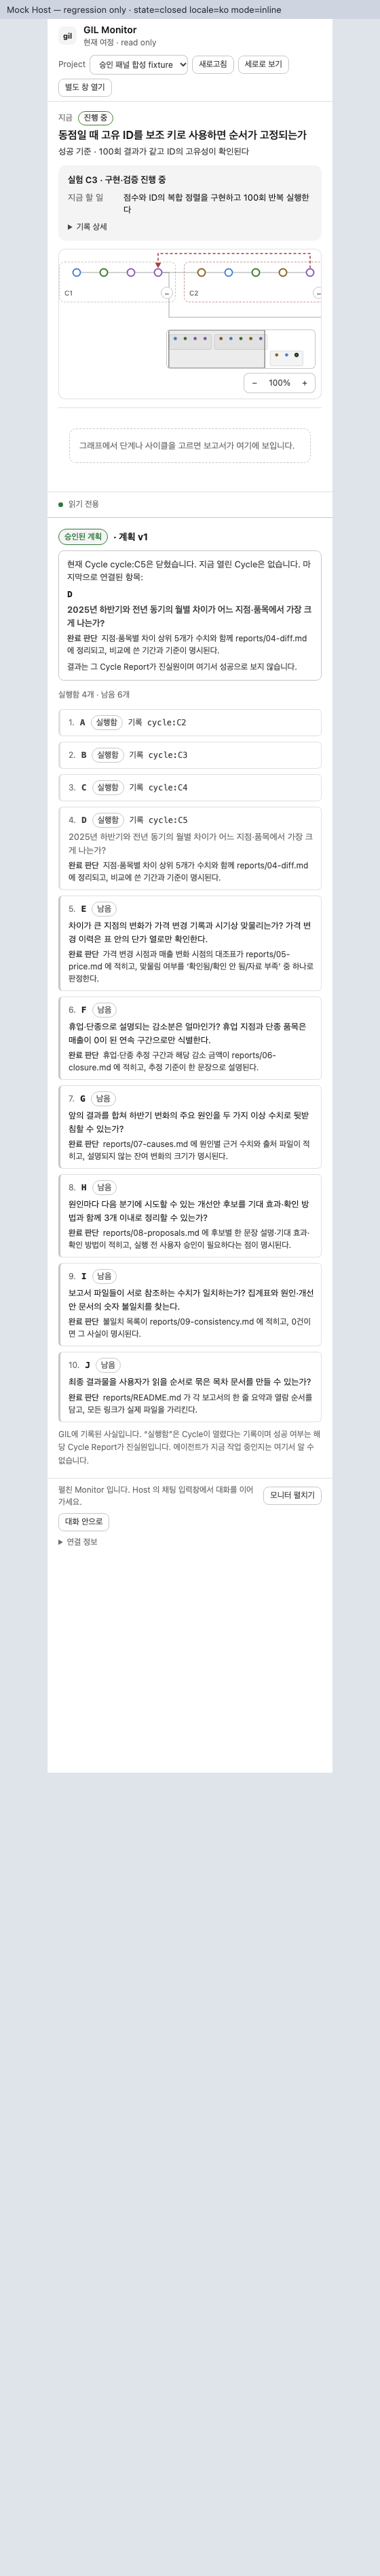 Mock Host — regression only · state=closed locale=ko mode=inline
gil
GIL Monitor
현재 여정 · read only
Project
승인 패널 합성 fixture
새로고침
세로로 보기
별도 창 열기
지금
진행 중
동점일 때 고유 ID를 보조 키로 사용하면 순서가 고정되는가
성공 기준 · 100회 결과가 같고 ID의 고유성이 확인된다
실험 C3 · 구현·검증 진행 중
지금 할 일
점수와 ID의 복합 정렬을 구현하고 100회 반복 실행한
다
▶ 기록 상세
C1
−
C2
−
− 100% +
그래프에서 단계나 사이클을 고르면 보고서가 여기에 보입니다.
읽기 전용
승인된 계획
· 계획 v1
현재 Cycle cycle:C5은 닫혔습니다. 지금 열린 Cycle은 없습니다. 마
지막으로 연결된 항목:
D
2025년 하반기와 전년 동기의 월별 차이가 어느 지점·품목에서 가장 크
게 나는가?
완료 판단 지점·품목별 차이 상위 5개가 수치와 함께 reports/04-diff.md
에 정리되고, 비교에 쓴 기간과 기준이 명시된다.
결과는 그 Cycle Report가 진실원이며 여기서 성공으로 보지 않습니다.
실행함 4개 · 남음 6개
1. A 실행함 기록 cycle:C2
2. B 실행함 기록 cycle:C3
3. C 실행함 기록 cycle:C4
4. D 실행함 기록 cycle:C5
2025년 하반기와 전년 동기의 월별 차이가 어느 지점·품목에서 가장 크
게 나는가?
완료 판단 지점·품목별 차이 상위 5개가 수치와 함께 reports/04-diff.md
에 정리되고, 비교에 쓴 기간과 기준이 명시된다.
5. E 남음
차이가 큰 지점의 변화가 가격 변경 기록과 시기상 맞물리는가? 가격 변
경 이력은 표 안의 단가 열로만 확인한다.
완료 판단 가격 변경 시점과 매출 변화 시점의 대조표가 reports/05-
price.md 에 적히고, 맞물림 여부를 ‘확인됨/확인 안 됨/자료 부족’ 중 하나로
판정한다.
6. F 남음
휴업·단종으로 설명되는 감소분은 얼마인가? 휴업 지점과 단종 품목은
매출이 0이 된 연속 구간으로만 식별한다.
완료 판단 휴업·단종 추정 구간과 해당 감소 금액이 reports/06-
closure.md 에 적히고, 추정 기준이 한 문장으로 설명된다.
7. G 남음
앞의 결과를 합쳐 하반기 변화의 주요 원인을 두 가지 이상 수치로 뒷받
침할 수 있는가?
완료 판단 reports/07-causes.md 에 원인별 근거 수치와 출처 파일이 적
히고, 설명되지 않는 잔여 변화의 크기가 명시된다.
8. H 남음
원인마다 다음 분기에 시도할 수 있는 개선안 후보를 기대 효과·확인 방
법과 함께 3개 이내로 정리할 수 있는가?
완료 판단 reports/08-proposals.md 에 후보별 한 문장 설명·기대 효과·
확인 방법이 적히고, 실행 전 사용자 승인이 필요하다는 점이 명시된다.
9. I 남음
보고서 파일들이 서로 참조하는 수치가 일치하는가? 집계표와 원인·개선
안 문서의 숫자 불일치를 찾는다.
완료 판단 불일치 목록이 reports/09-consistency.md 에 적히고, 0건이
면 그 사실이 명시된다.
10. J 남음
최종 결과물을 사용자가 읽을 순서로 묶은 목차 문서를 만들 수 있는가?
완료 판단 reports/README.md 가 각 보고서의 한 줄 요약과 열람 순서를
담고, 모든 링크가 실제 파일을 가리킨다.
GIL에 기록된 사실입니다. “실행함”은 Cycle이 열렸다는 기록이며 성공 여부는 해
당 Cycle Report가 진실원입니다. 에이전트가 지금 작업 중인지는 여기서 알 수
없습니다.
펼친 Monitor 입니다. Host 의 채팅 입력창에서 대화를 이어
가세요.
모니터 펼치기
대화 안으로
▶ 연결 정보